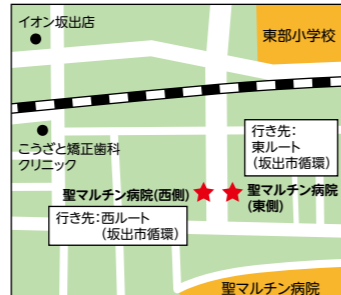 イオン坂出店
東部小学校
こうざと矯正歯科
クリニック
行き先:
東ルート
(坂出市循環)
聖マルチン病院(西側)
聖マルチン病院
(東側)
行き先:西ルート
(坂出市循環)
聖マルチン病院